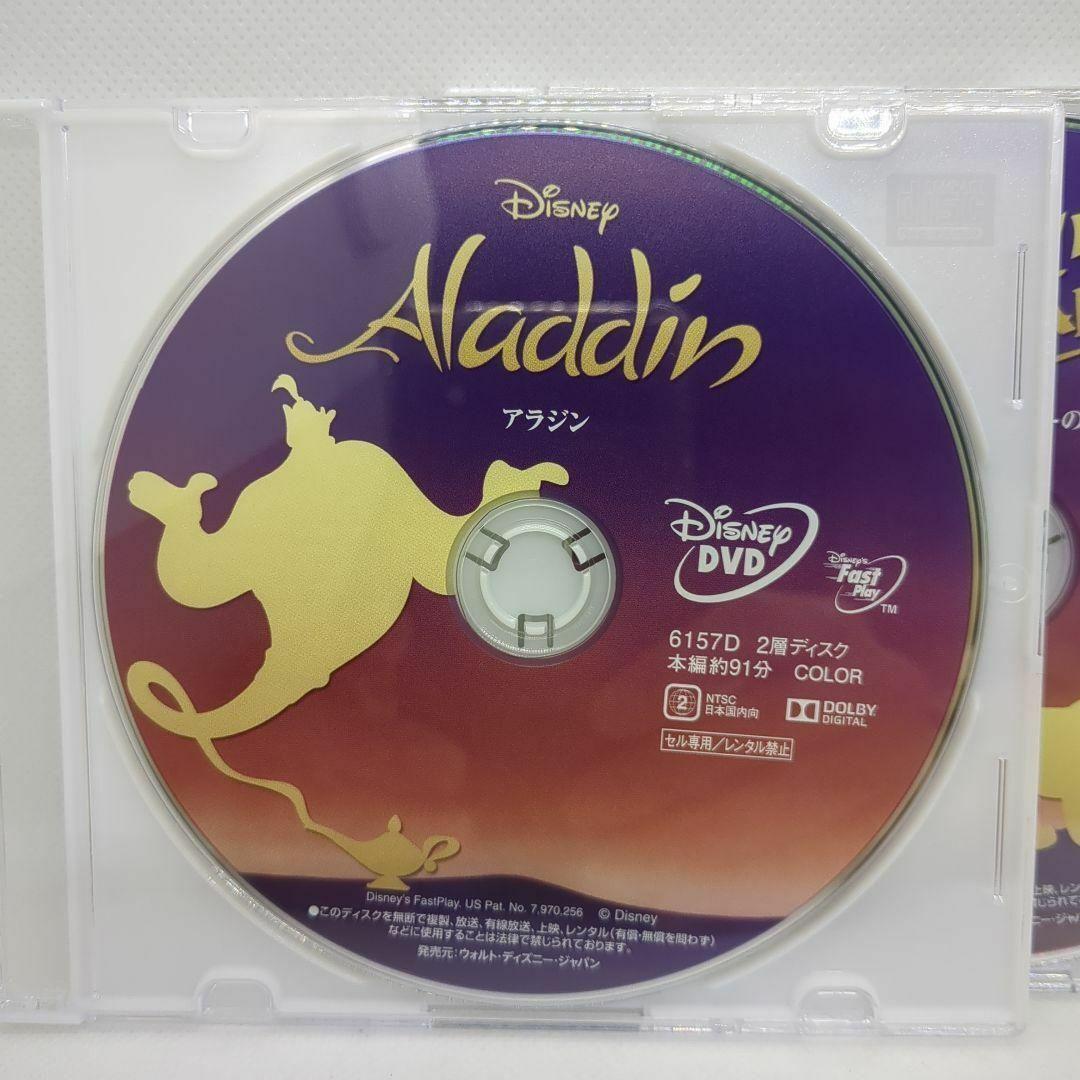 Disney
Aladdin
アラジン
Disney
DVD
Disney's
Fast
Play
TM
6157D 2層ディスク
本編約91分 COLOR
2
NTSC
日本国内向
DOLBY
DIGITAL
セル専用/レンタル禁止
Disney's FastPlay. US Pat. No. 7,970,256 © Disney
●このディスクを無断で複製、放送、有線放送、上映、レンタル(有償・無償を問わず)
などに使用することは法律で禁じられております。
発売元:ウォルト・ディズニー・ジャパン